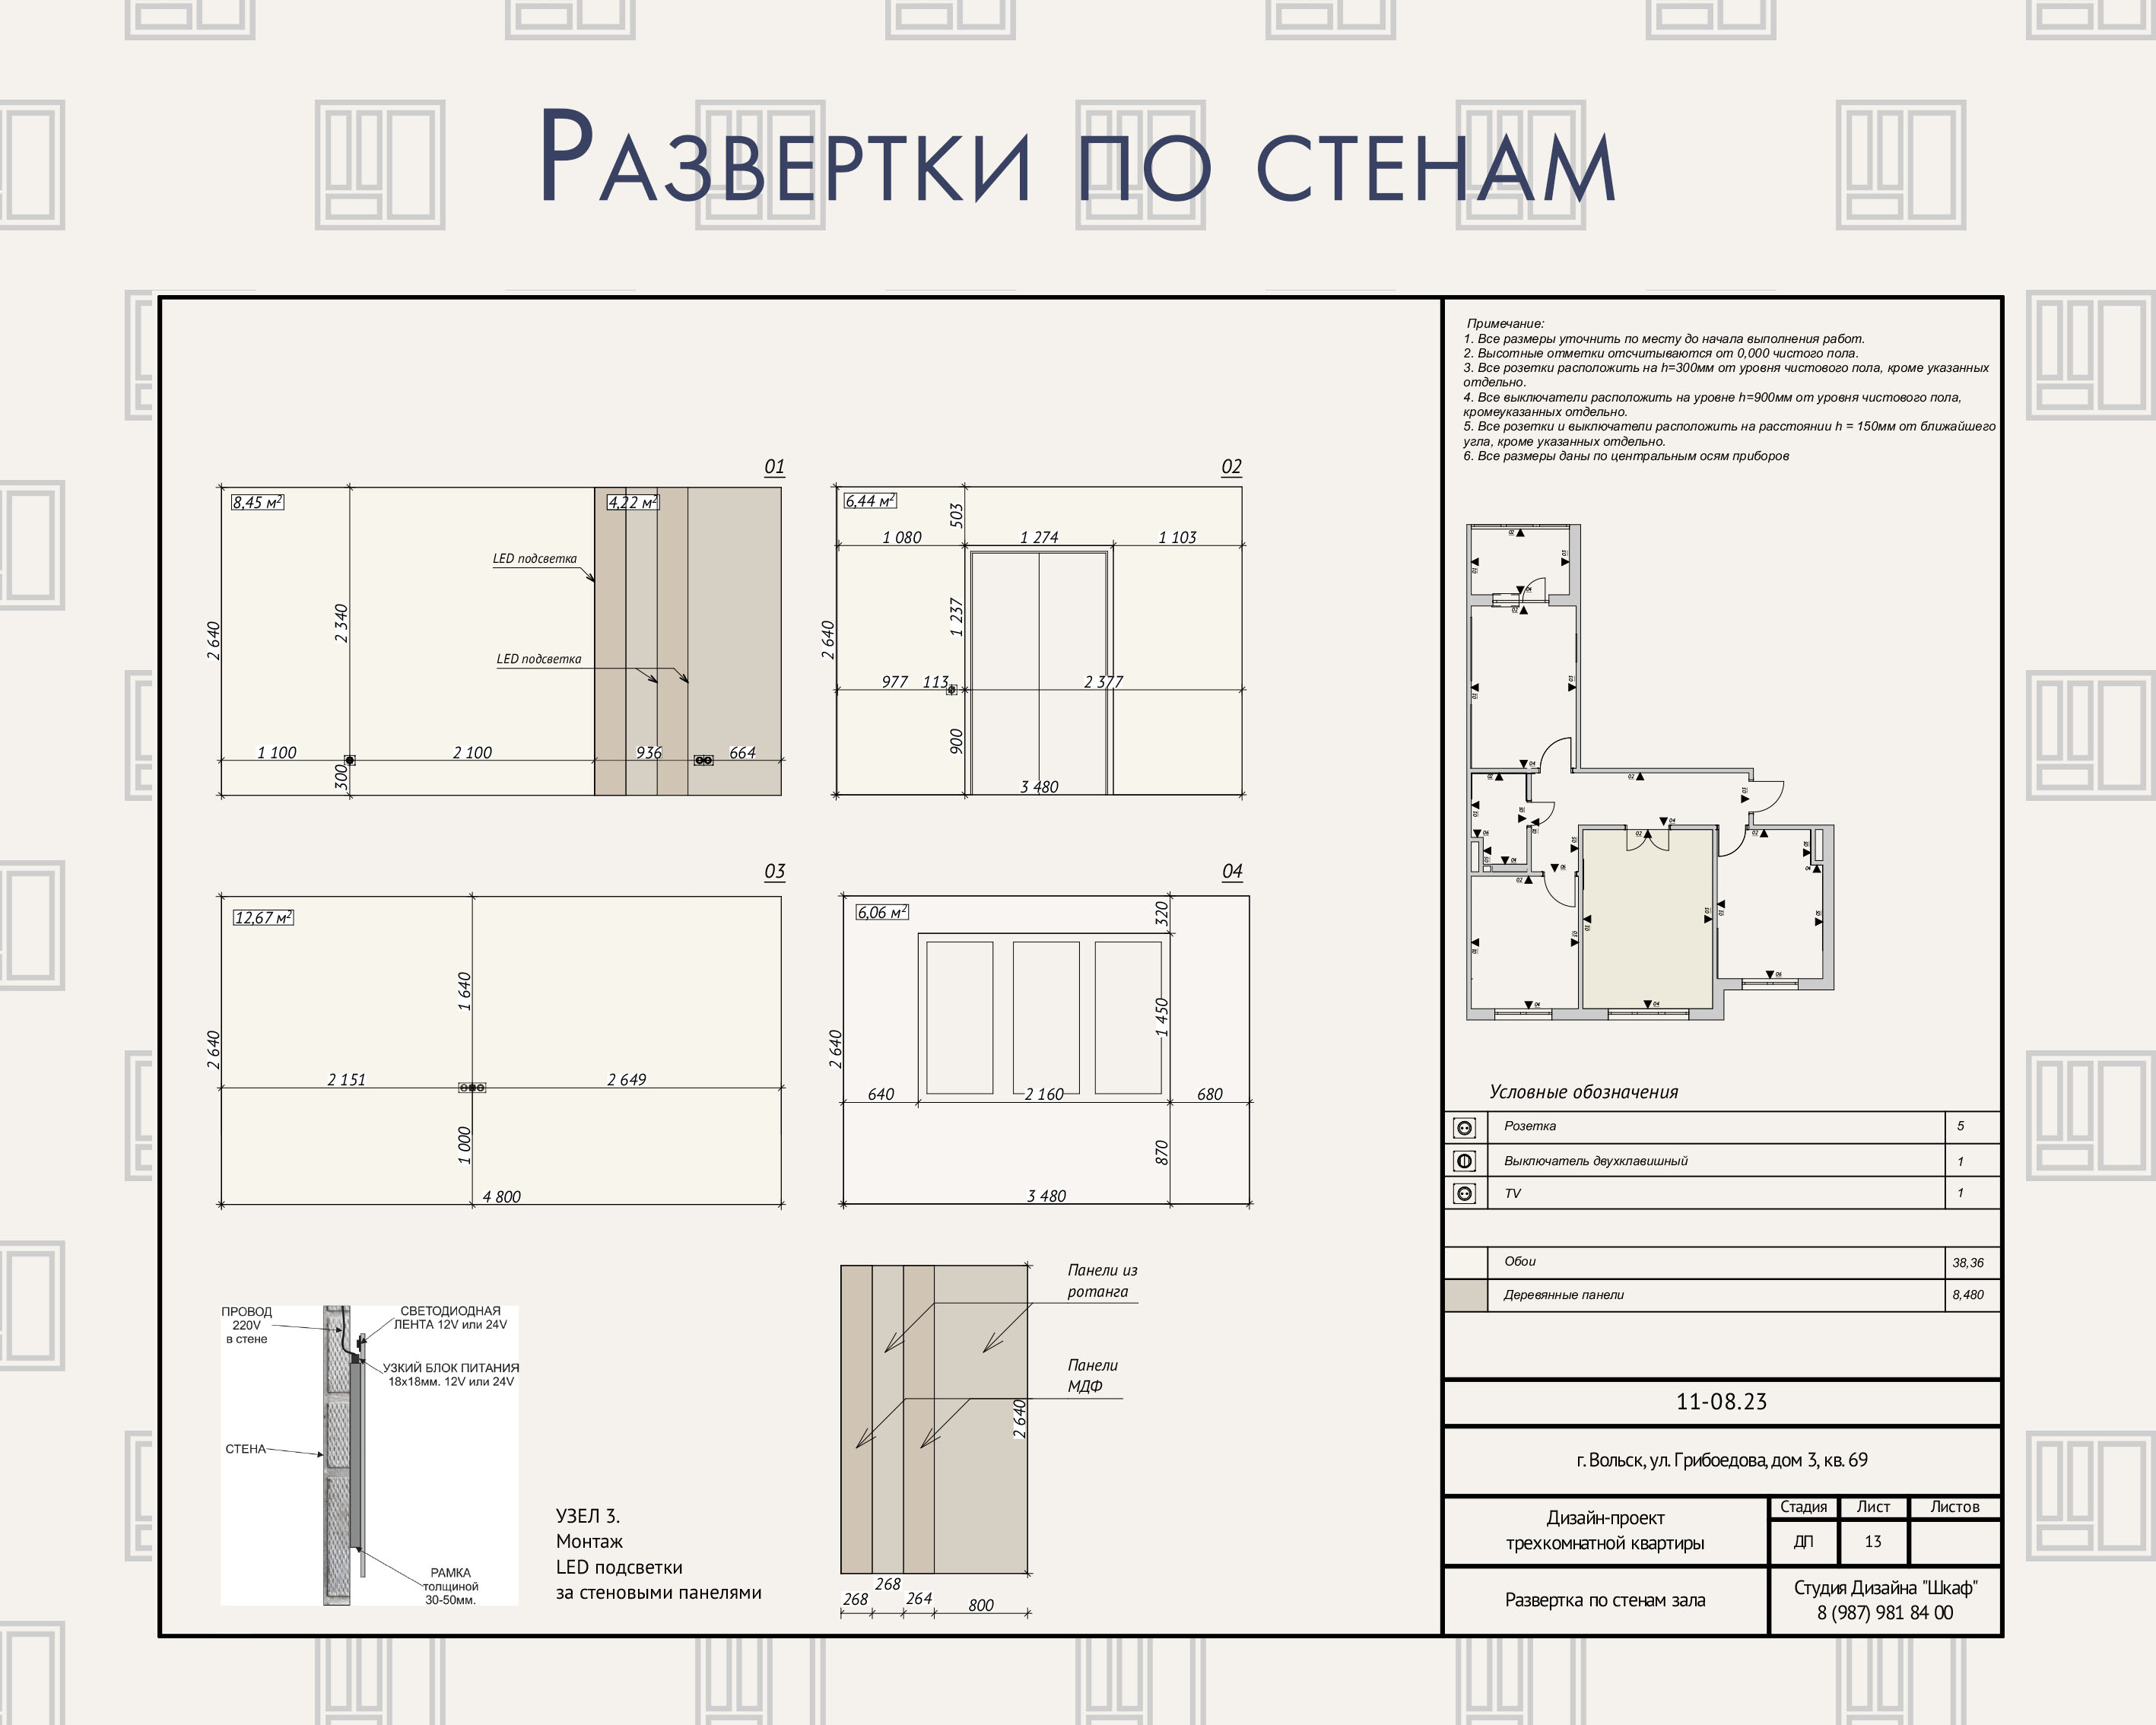 Развертки по стенам
Примечание:
1. Все размеры уточнить по месту до начала выполнения работ.
2. Высотные отметки отсчитываются от 0,000 чистого пола.
3. Все розетки расположить на h=300мм от уровня чистового пола, кроме указанных
отдельно.
4. Все выключатели расположить на уровне h=900мм от уровня чистового пола,
кромеуказанных отдельно.
5. Все розетки и выключатели расположить на расстоянии h = 150мм от ближайшего
угла, кроме указанных отдельно.
6. Все размеры даны по центральным осям приборов
01
8,45 м²
4,22 м²
LED подсветка
2 340
2 640
LED подсветка
1 100
2 100
936
664
300
02
6,44 м²
503
1 080
1 274
1 103
1 237
2 640
977
113
2 377
900
3 480
03
12,67 м²
1 640
2 640
2 151
2 649
1 000
4 800
04
6,06 м²
320
1 450
2 640
640
2 160
680
870
3 480
ПРОВОД
220V
в стене
СВЕТОДИОДНАЯ
ЛЕНТА 12V или 24V
УЗКИЙ БЛОК ПИТАНИЯ
18х18мм. 12V или 24V
СТЕНА
РАМКА
толщиной
30-50мм.
УЗЕЛ 3.
Монтаж
LED подсветки
за стеновыми панелями
Панели из
ротанга
Панели
МДФ
2 640
268
268
264
800
Условные обозначения
Розетка 5
Выключатель двухклавишный 1
TV 1
Обои 38,36
Деревянные панели 8,480
11-08.23
г. Вольск, ул. Грибоедова, дом 3, кв. 69
Дизайн-проект
трехкомнатной квартиры
Стадия Лист Листов
ДП 13
Развертка по стенам зала
Студия Дизайна "Шкаф"
8 (987) 981 84 00